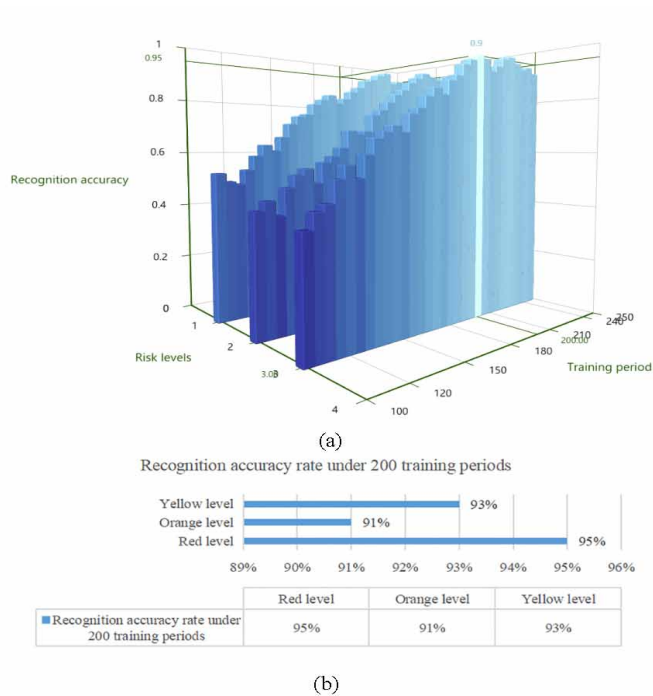 0.9
1
0.95
0.8
0.6
Recognition accuracy
0.4
0.2
0
1
Risk levels
2
3.00
3
4
100
120
150
180
200.00
210
240
250
Training period
(a)
Recognition accuracy rate under 200 training periods
Yellow level 93%
Orange level 91%
Red level 95%
89% 90% 91% 92% 93% 94% 95% 96%
Red level Orange level Yellow level
Recognition accuracy rate under 95% 91% 93%
200 training periods
(b)